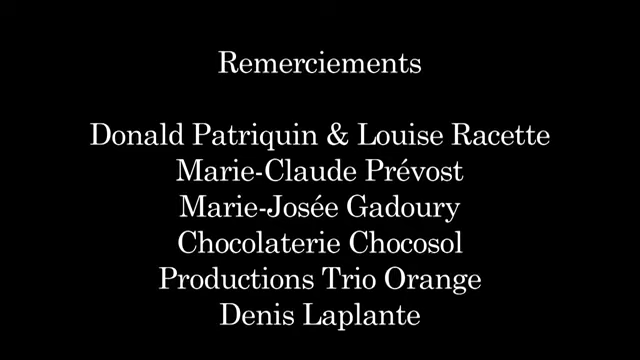 Remerciements
Donald Patriquin & Louise Racette
Marie-Claude Prévost
Marie-Josée Gadoury
Chocolaterie Chocosol
Productions Trio Orange
Denis Laplante